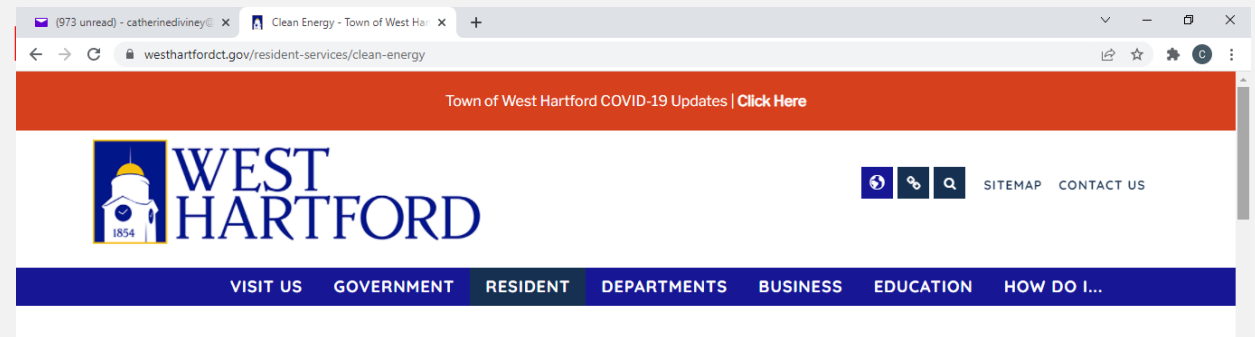 (973 unread) - catherinediviney@
Clean Energy - Town of West Har
westhartfordct.gov/resident-services/clean-energy
C
Town of West Hartford COVID-19 Updates | Click Here
WEST
HARTFORD
1854
SITEMAP CONTACT US
VISIT US GOVERNMENT RESIDENT DEPARTMENTS BUSINESS EDUCATION HOW DO I...